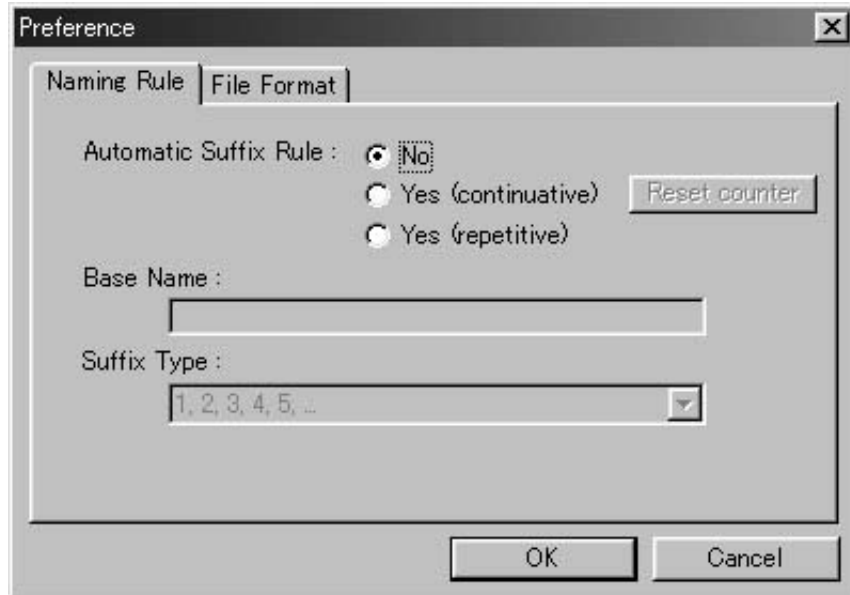 Preference
Naming Rule File Format
Automatic Suffix Rule : No
Yes (continuative) Reset counter
Yes (repetitive)
Base Name :
Suffix Type :
1, 2, 3, 4, 5, ...
OK Cancel